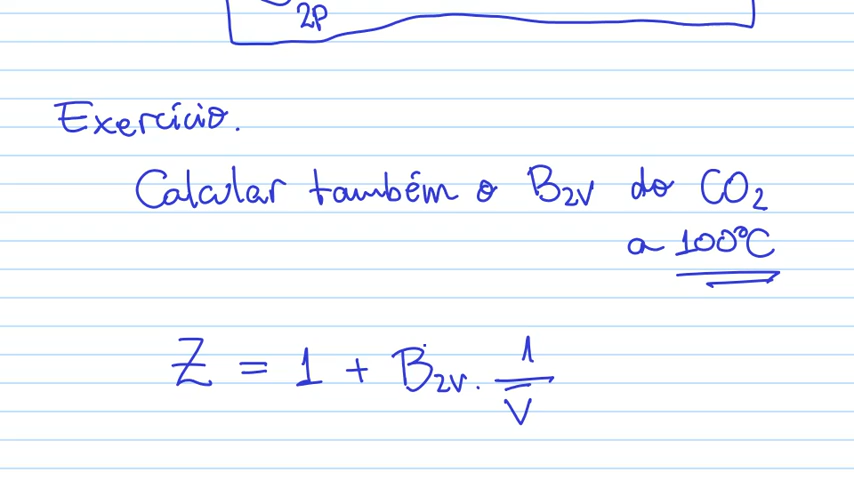 2P
Exercício.
Calcular também o B2V do CO2
a 100°C
Z = 1 + B2V. 1/V̅